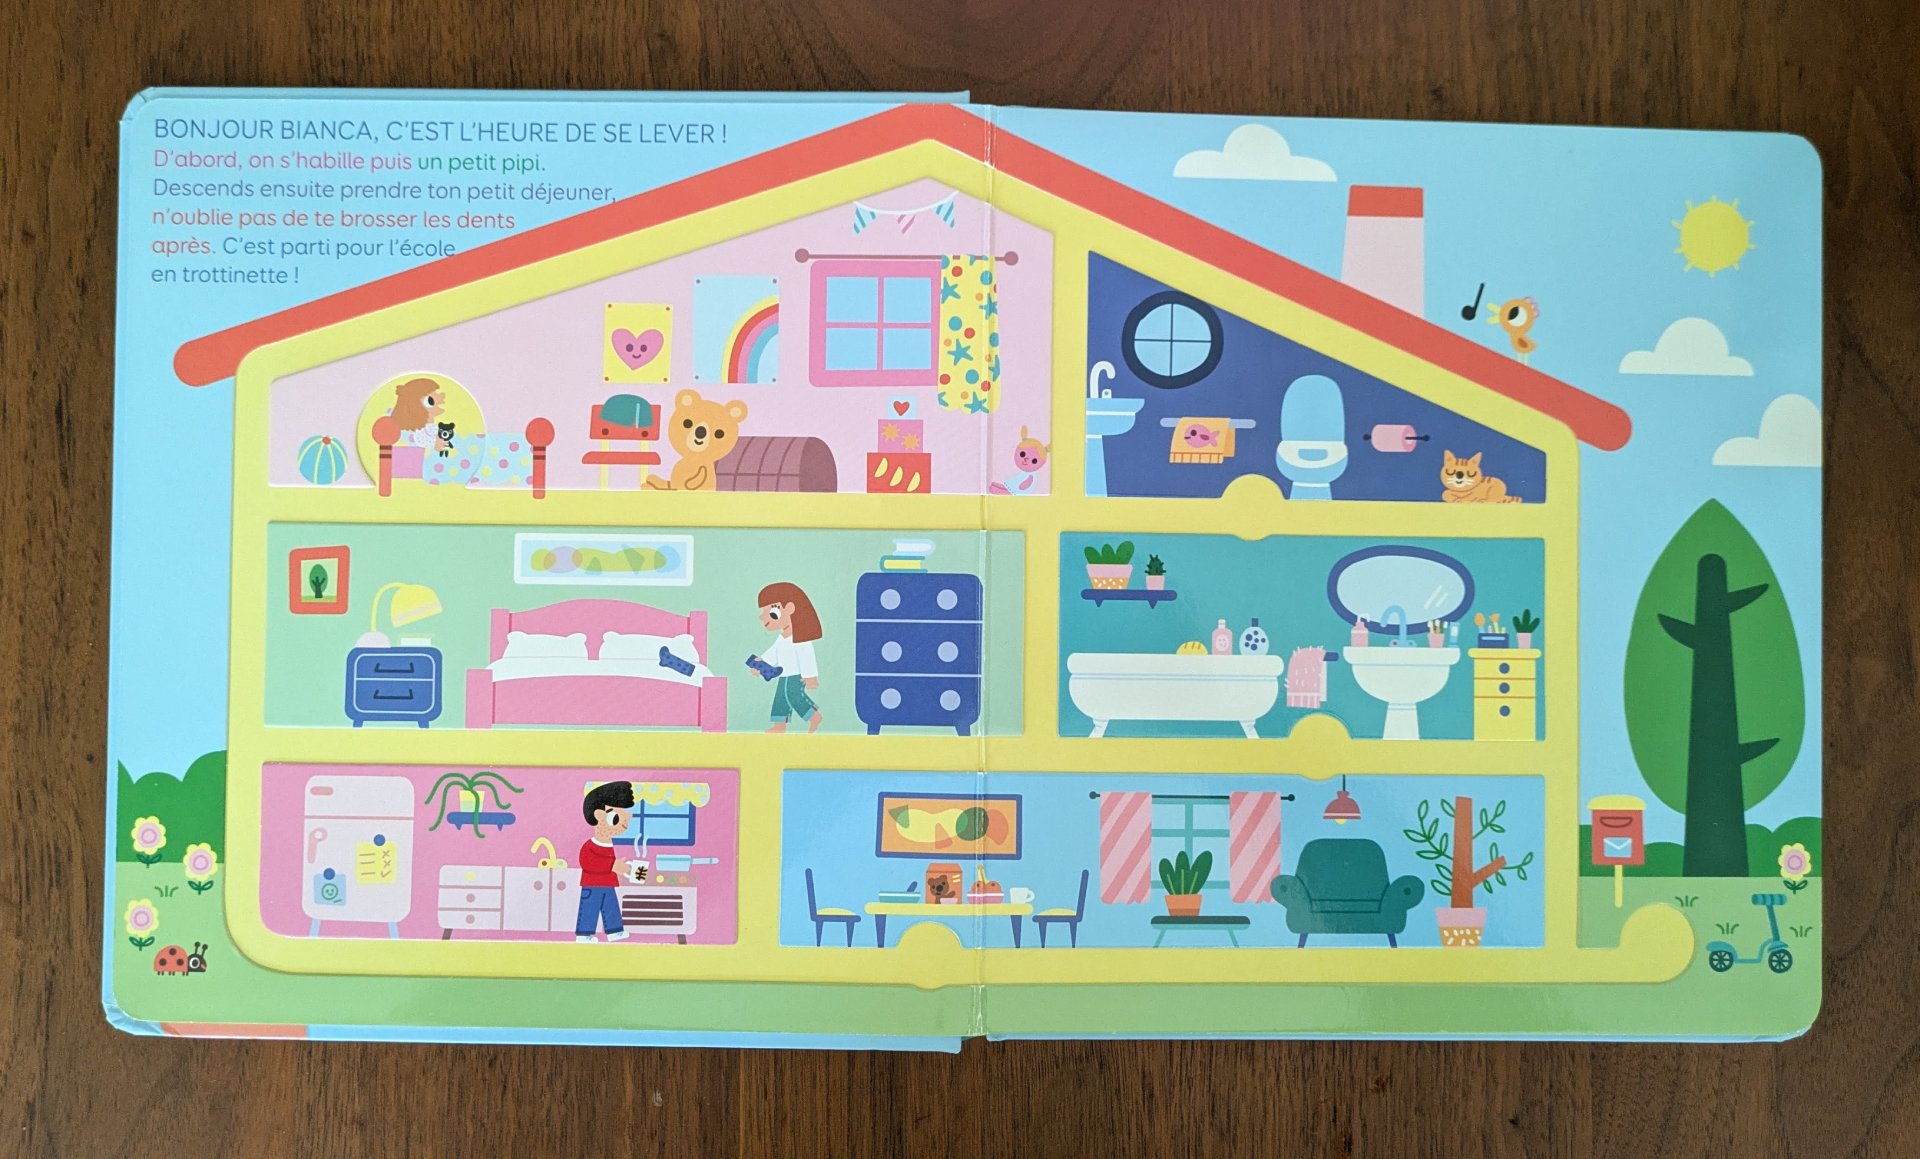 BONJOUR BIANCA, C'EST L'HEURE DE SE LEVER !
D'abord, on s'habille puis un petit pipi.
Descends ensuite prendre ton petit déjeuner,
n'oublie pas de te brosser les dents
après. C'est parti pour l'école
en trottinette !